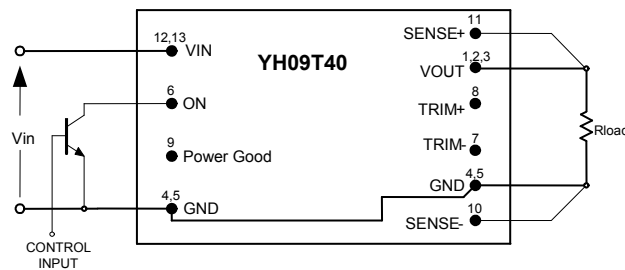 11
SENSE+
12,13
VIN
YH09T40
1,2,3
VOUT
6
ON
8
TRIM+
Vin
Rload
9
Power Good
7
TRIM-
4,5
GND
4,5
GND
10
SENSE-
CONTROL
INPUT